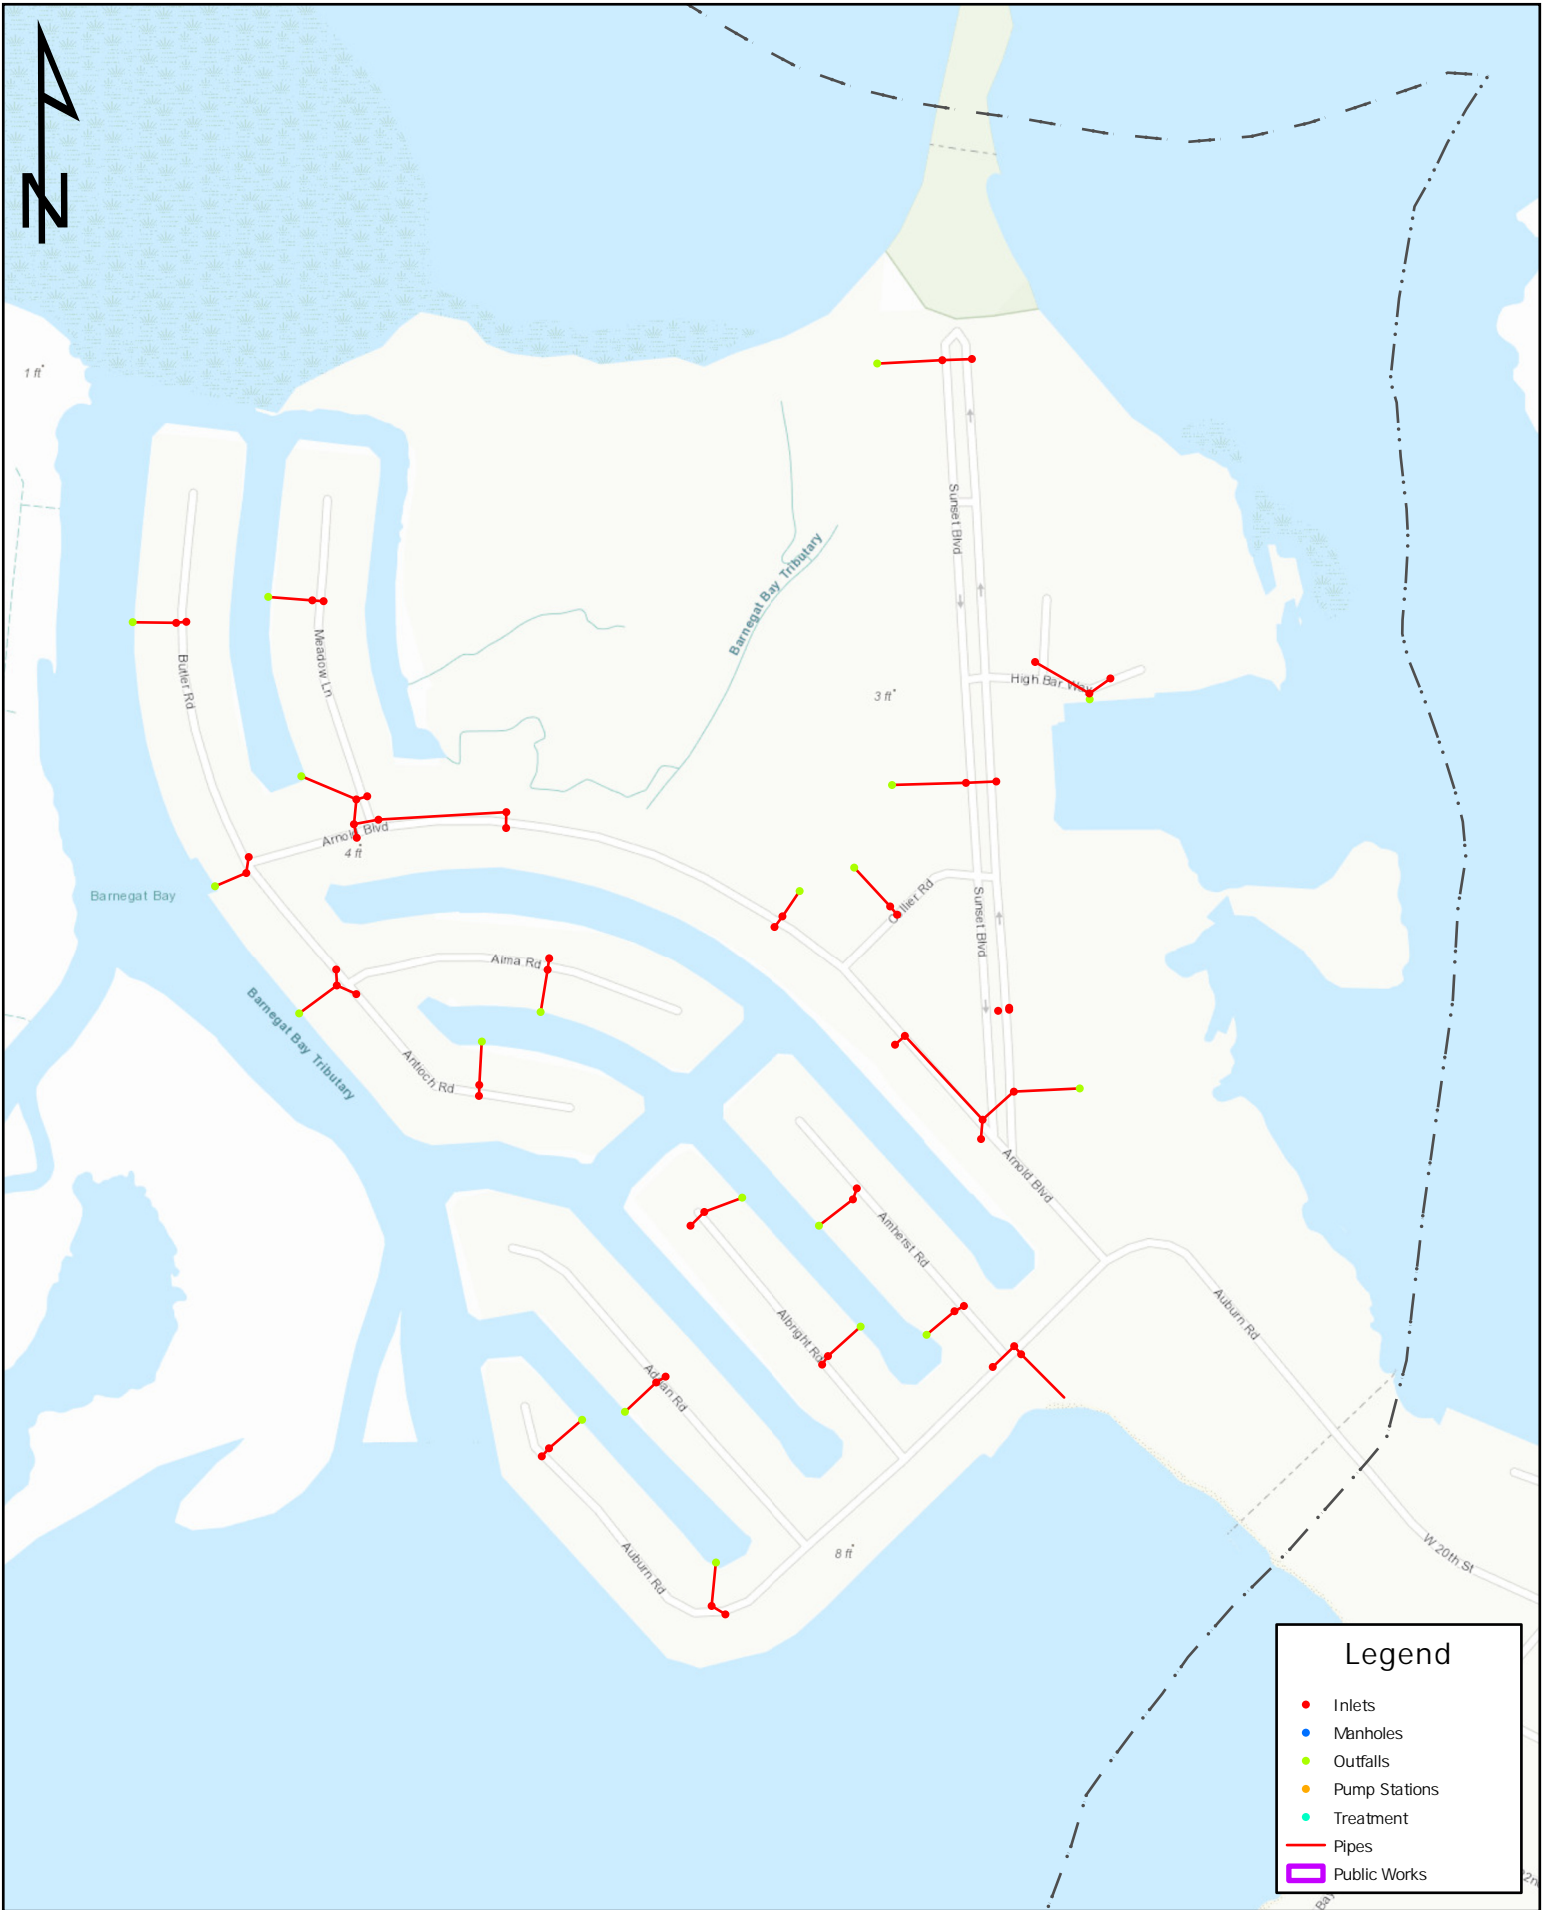 N
1 ft
Sunset Blvd
Barnegat Bay Tributary
Meadow Ln
Butler Rd
High Bar Way
3 ft
Arnold Blvd
4 ft
Barnegat Bay
Collier Rd
Sunset Blvd
Alma Rd
Barnegat Bay Tributary
Antioch Rd
Arnold Blvd
Amherst Rd
Auburn Rd
Albright Rd
Adrian Rd
Auburn Rd
8 ft
W 20th St
Legend
Inlets
Manholes
Outfalls
Pump Stations
Treatment
Pipes
Public Works
Bay